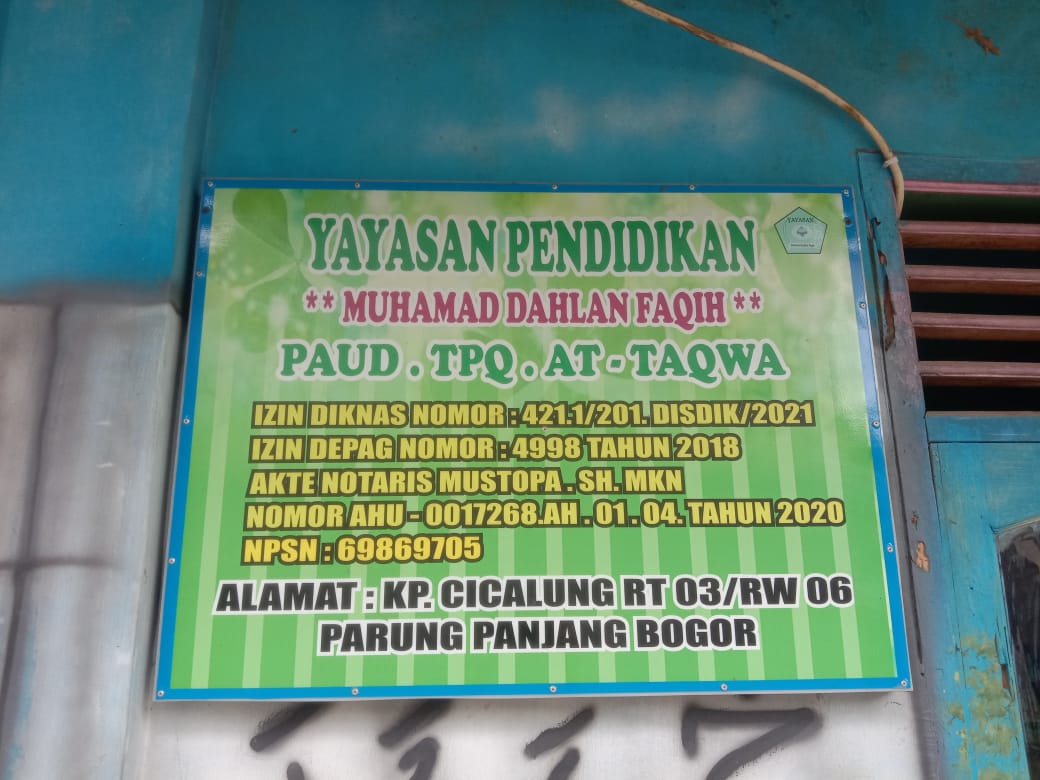 YAYASAN PENDIDIKAN
YAYASAN
** MUHAMAD DAHLAN FAQIH **
PAUD . TPQ . AT - TAQWA
IZIN DIKNAS NOMOR : 421.1/201. DISDIK/2021
IZIN DEPAG NOMOR : 4998 TAHUN 2018
AKTE NOTARIS MUSTOPA . SH. MKN
NOMOR AHU - 0017268.AH . 01 . 04. TAHUN 2020
NPSN : 69869705
ALAMAT : KP. CICALUNG RT 03/RW 06
PARUNG PANJANG BOGOR